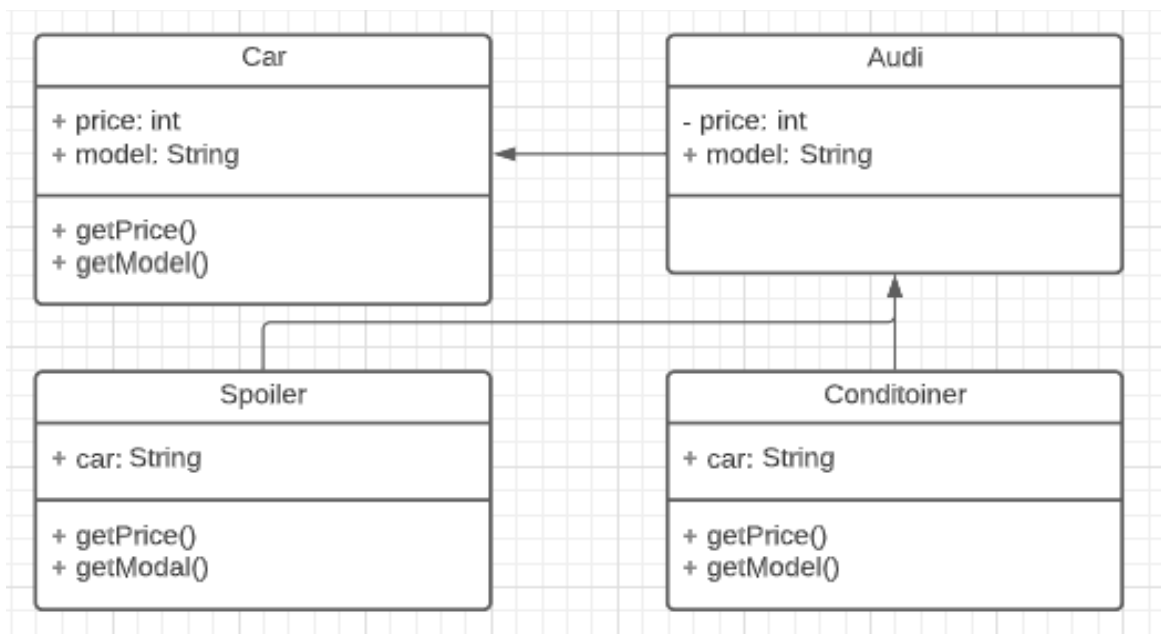 Car
+ price: int
+ model: String
+ getPrice()
+ getModel()
Audi
- price: int
+ model: String
Spoiler
+ car: String
+ getPrice()
+ getModal()
Conditoiner
+ car: String
+ getPrice()
+ getModel()